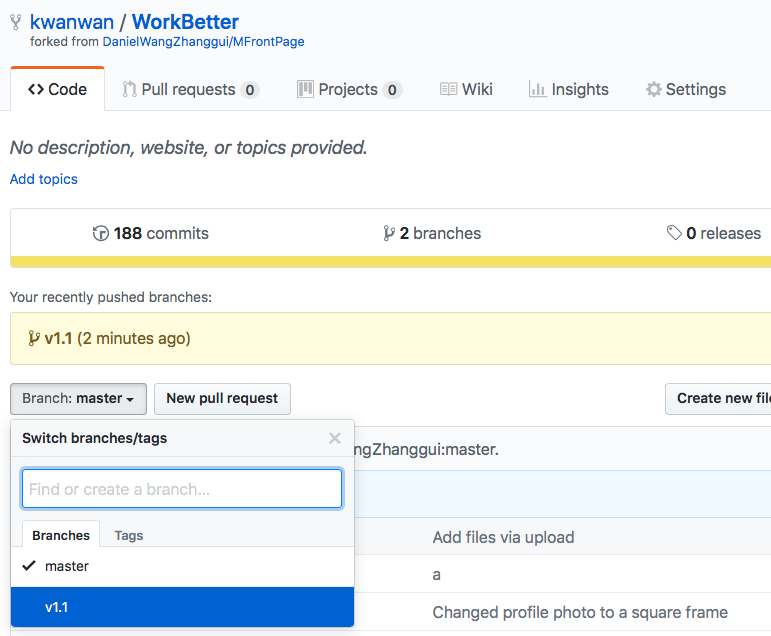 kwanwan / WorkBetter
forked from DanielWangZhanggui/MFrontPage
Code Pull requests 0 Projects 0 Wiki Insights Settings
No description, website, or topics provided.
Add topics
188 commits 2 branches 0 releases
Your recently pushed branches:
v1.1 (2 minutes ago)
Branch: master New pull request Create new file
Switch branches/tags
ngZhanggui:master.
Find or create a branch...
Branches Tags
Add files via upload
master
a
v1.1
Changed profile photo to a square frame